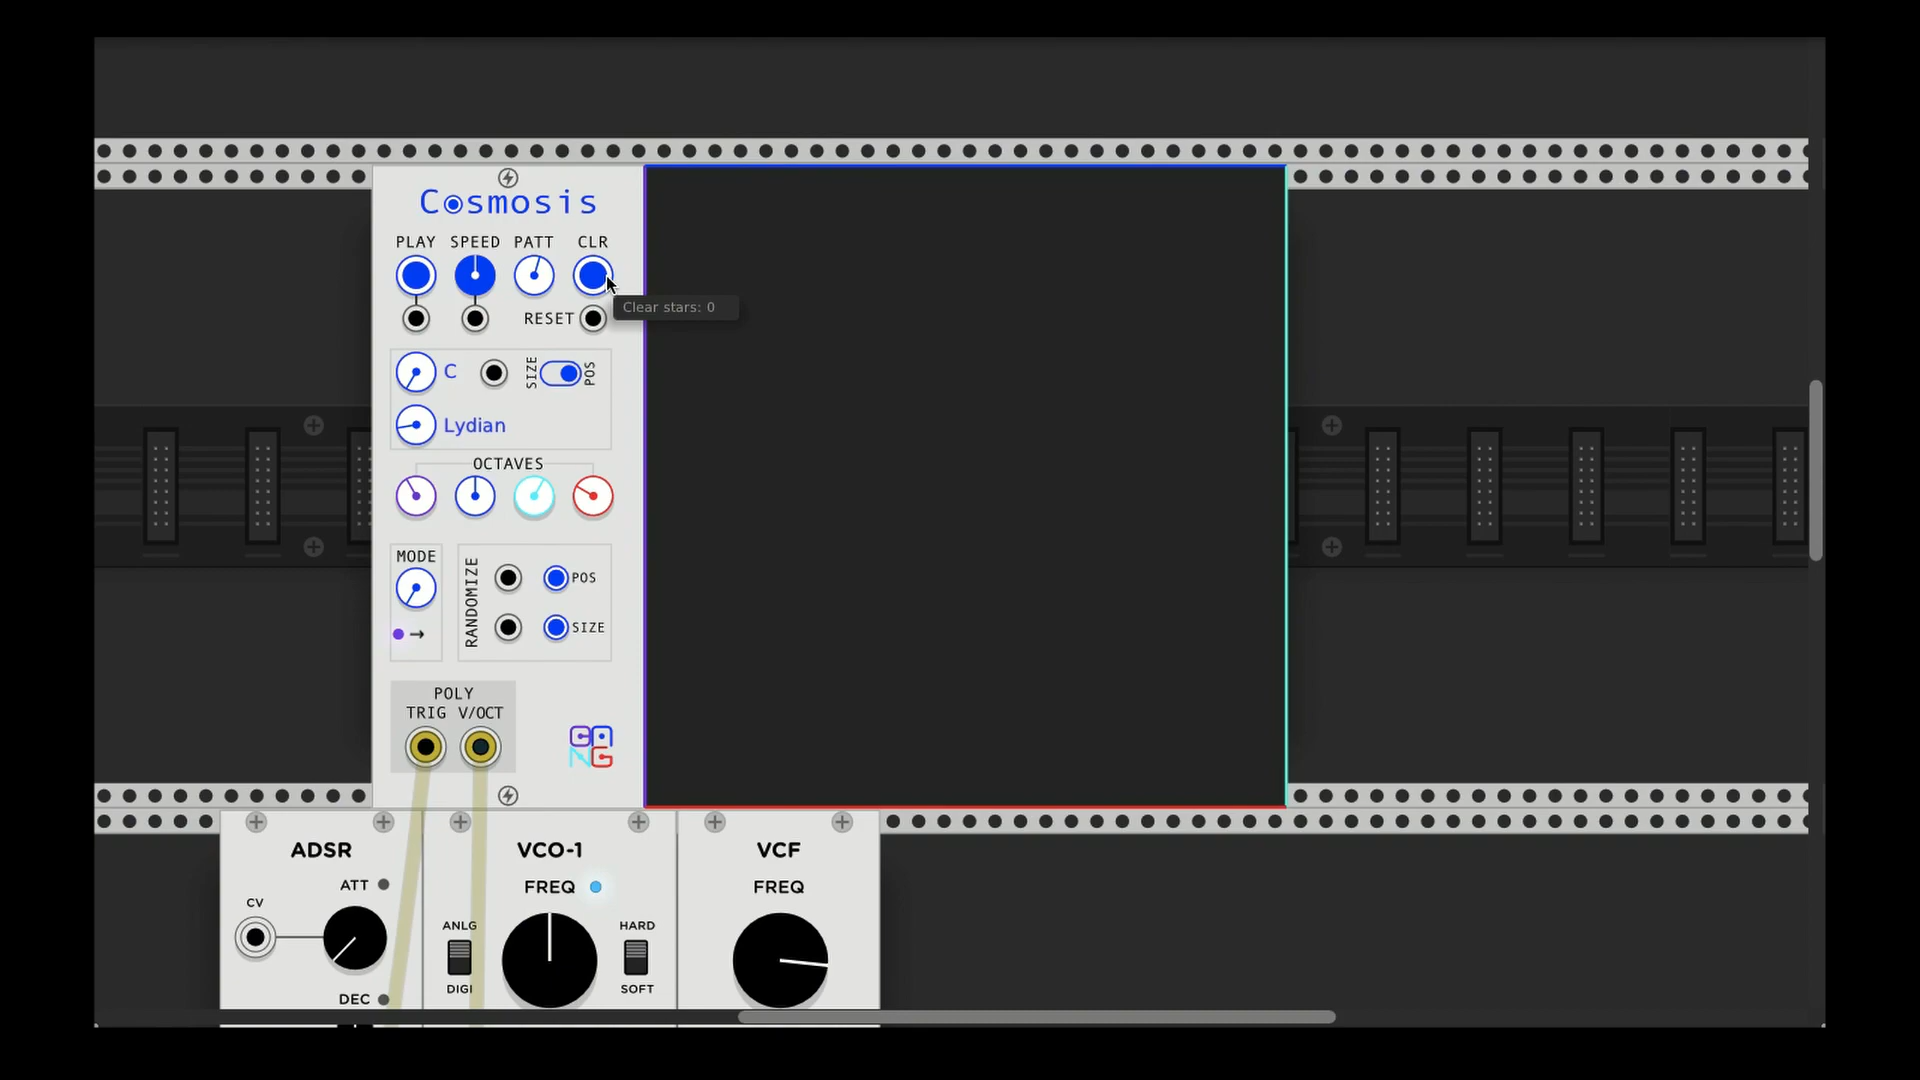 Cosmosis
PLAY SPEED PATT CLR
Clear stars: 0
RESET
C SIZE POS
Lydian
OCTAVES
MODE
RANDOMIZE
POS
SIZE
→
POLY
TRIG V/OCT
CANG
ADSR VCO-1 VCF
ATT FREQ FREQ
CV ANLG HARD
DEC DIGI SOFT